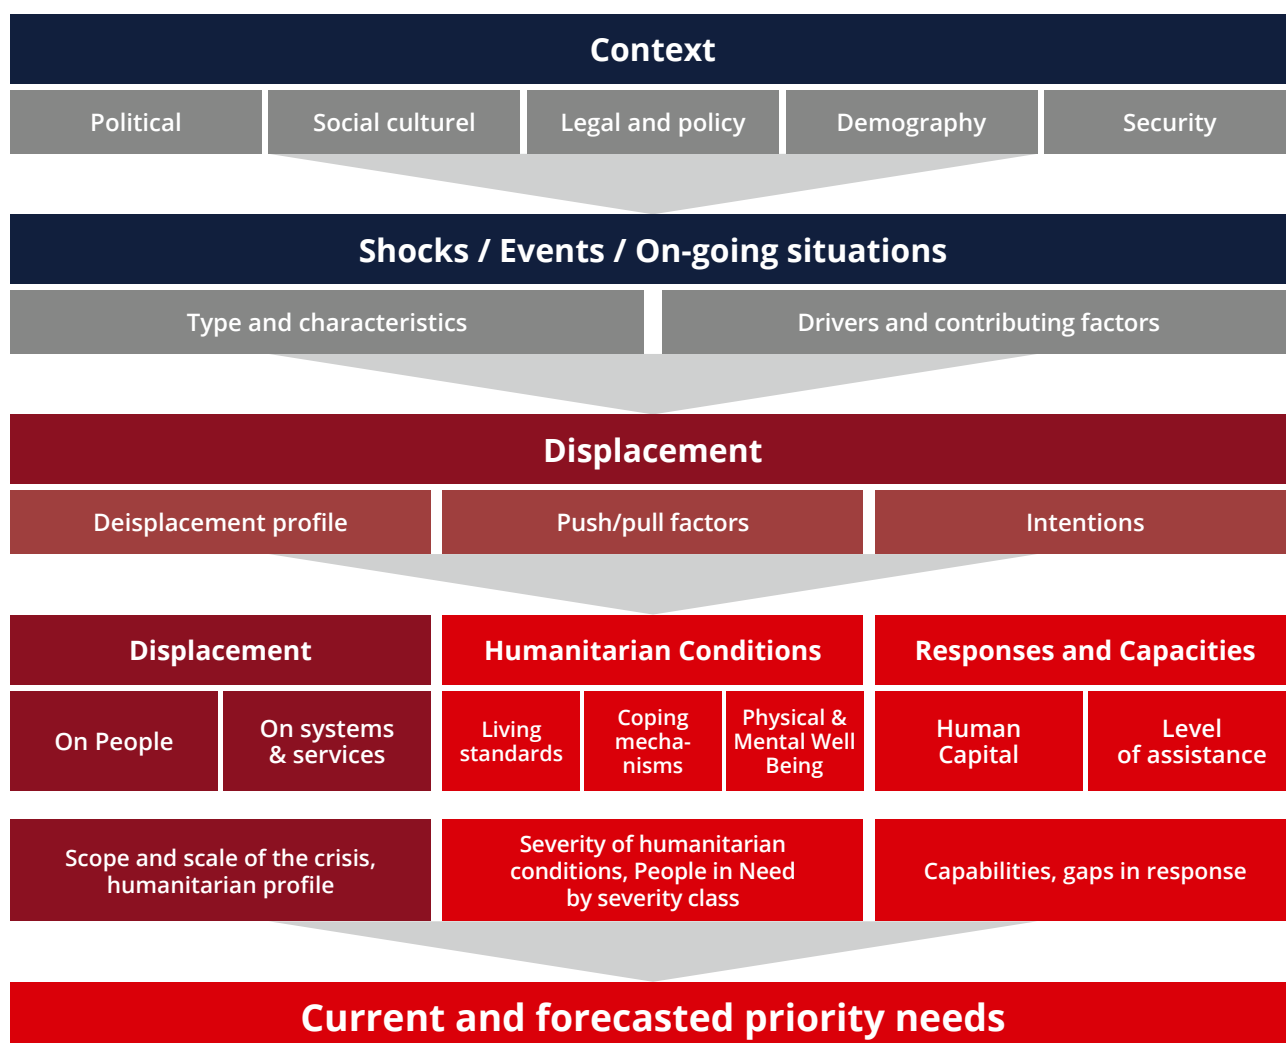 Context
Political
Social culturel
Legal and policy
Demography
Security
Shocks / Events / On-going situations
Type and characteristics
Drivers and contributing factors
Displacement
Deisplacement profile
Push/pull factors
Intentions
Displacement
Humanitarian Conditions
Responses and Capacities
On People
On systems
& services
Living
standards
Coping
mecha-
nisms
Physical &
Mental Well
Being
Human
Capital
Level
of assistance
Scope and scale of the crisis,
humanitarian profile
Severity of humanitarian
conditions, People in Need
by severity class
Capabilities, gaps in response
Current and forecasted priority needs